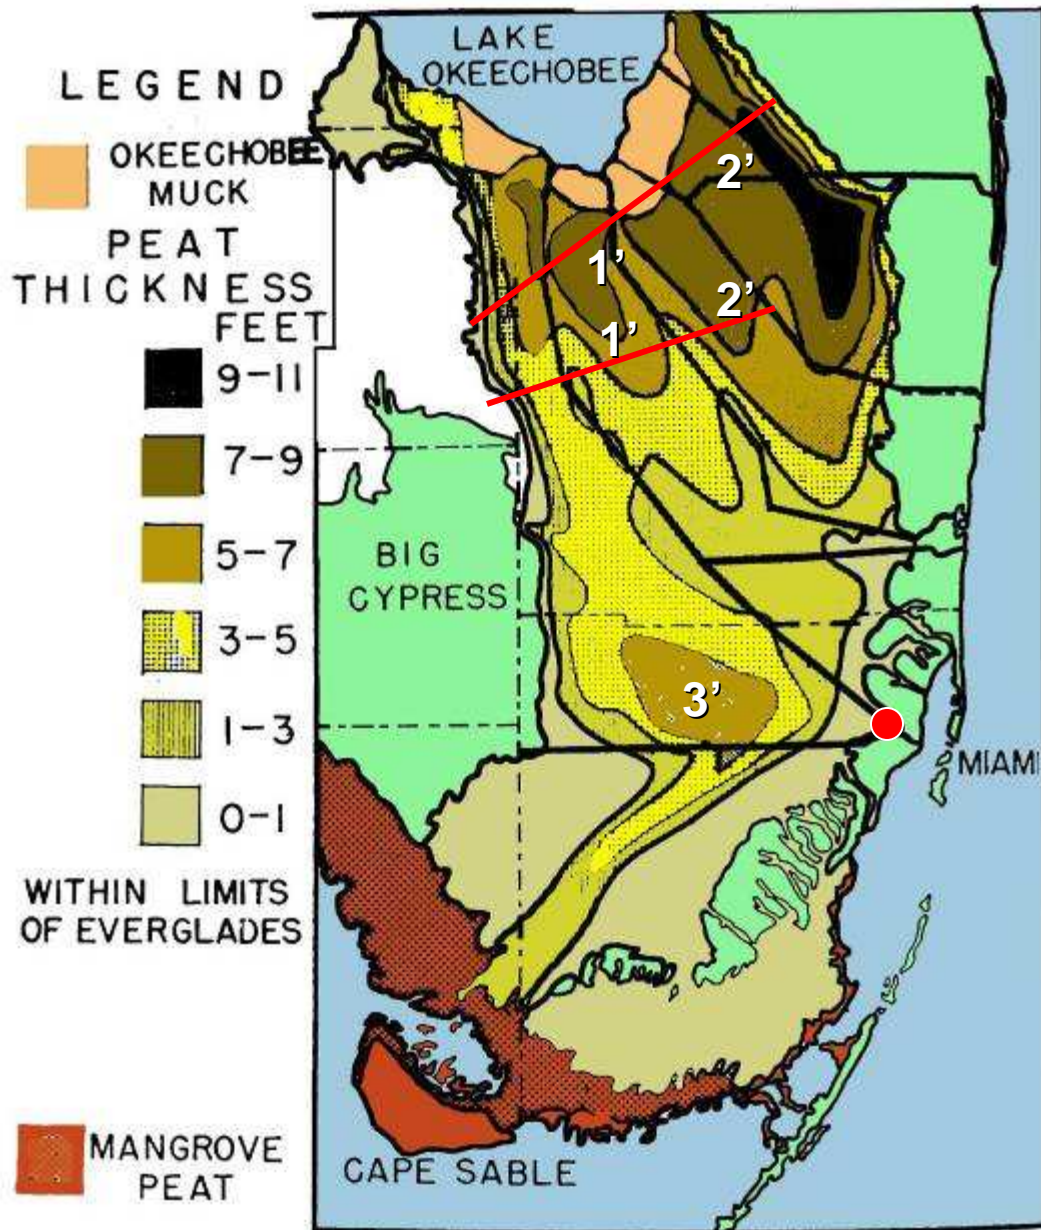 LEGEND
OKEECHOBEE
MUCK
PEAT
THICKNESS
FEET
9-11
7-9
5-7
3-5
1-3
0-1
WITHIN LIMITS
OF EVERGLADES
MANGROVE
PEAT
LAKE
OKEECHOBEE
2’
1’
2’
1’
BIG
CYPRESS
3’
MIAMI
CAPE SABLE